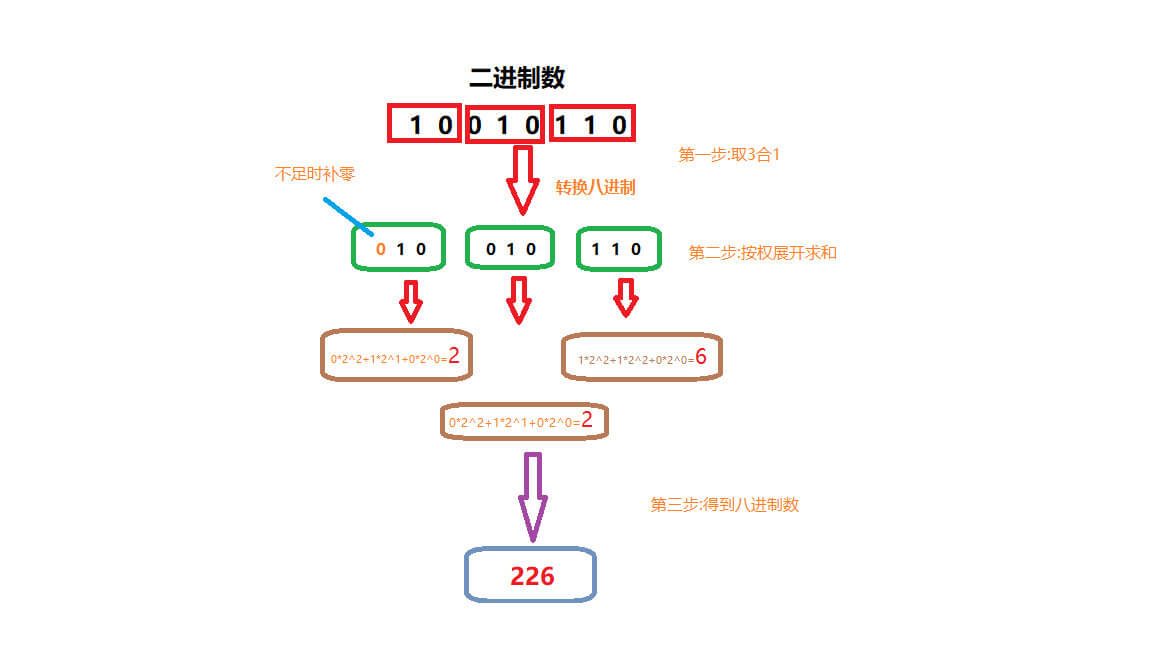 二进制数
1 0 0 1 0 1 1 0
第一步:取3合1
不足时补零
转换八进制
0 1 0 0 1 0 1 1 0
第二步:按权展开求和
0*2^2+1*2^1+0*2^0=2
1*2^2+1*2^2+0*2^0=6
0*2^2+1*2^1+0*2^0=2
第三步:得到八进制数
226